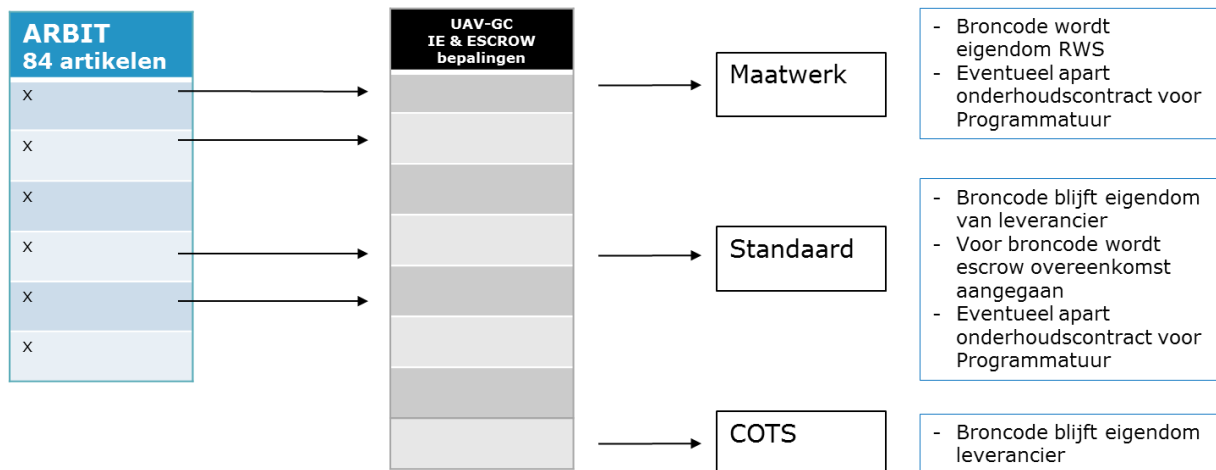 ARBIT
84 artikelen
x
x
x
x
x
x
UAV-GC
IE & ESCROW
bepalingen
Maatwerk
- Broncode wordt
eigendom RWS
- Eventueel apart
onderhoudscontract voor
Programmatuur
Standaard
- Broncode blijft eigendom
van leverancier
- Voor broncode wordt
escrow overeenkomst
aangegaan
- Eventueel apart
onderhoudscontract voor
Programmatuur
COTS
- Broncode blijft eigendom
leverancier